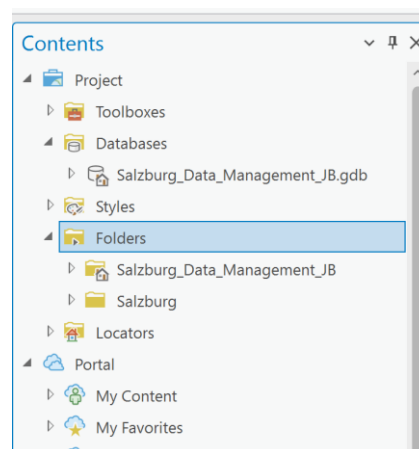 Contents
Project
Toolboxes
Databases
Salzburg_Data_Management_JB.gdb
Styles
Folders
Salzburg_Data_Management_JB
Salzburg
Locators
Portal
My Content
My Favorites